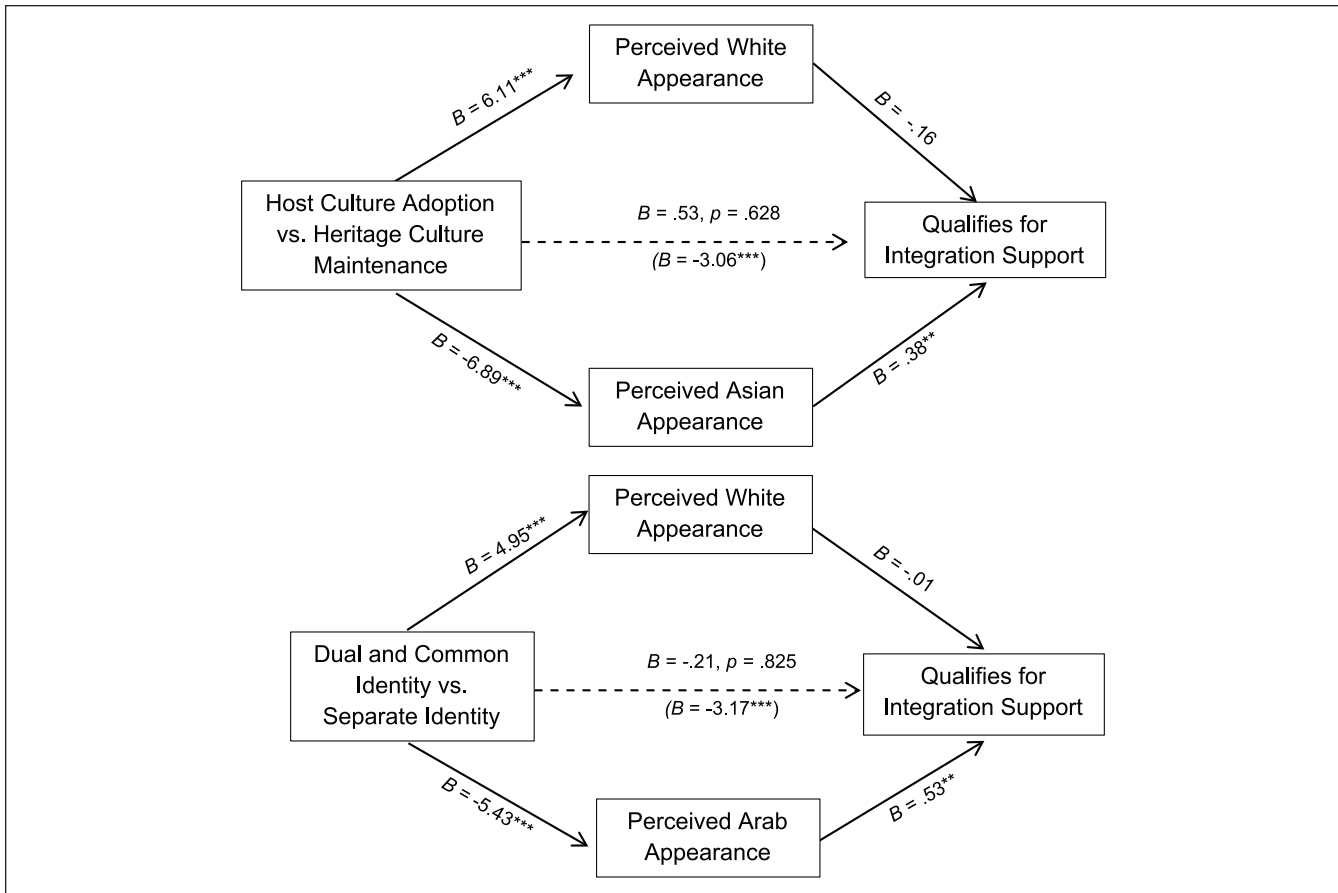 Perceived White
Appearance
B = 6.11***
B = -.16
Host Culture Adoption
vs. Heritage Culture
Maintenance
B = .53, p = .628
(B = -3.06***)
Qualifies for
Integration Support
B = -6.89***
B = .38**
Perceived Asian
Appearance
Perceived White
Appearance
B = 4.95***
B = -.01
Dual and Common
Identity vs.
Separate Identity
B = -.21, p = .825
(B = -3.17***)
Qualifies for
Integration Support
B = -5.43***
B = .53**
Perceived Arab
Appearance